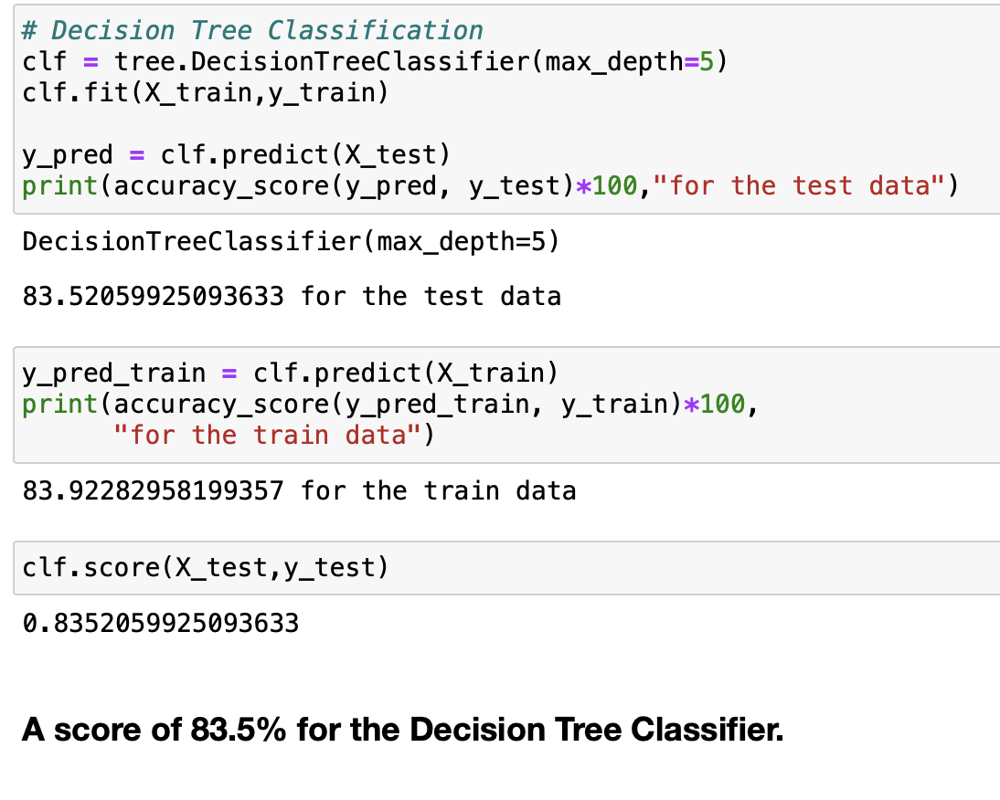 # Decision Tree Classification
clf = tree.DecisionTreeClassifier(max_depth=5)
clf.fit(X_train,y_train)
y_pred = clf.predict(X_test)
print(accuracy_score(y_pred, y_test)*100,"for the test data")
DecisionTreeClassifier(max_depth=5)
83.52059925093633 for the test data
y_pred_train = clf.predict(X_train)
print(accuracy_score(y_pred_train, y_train)*100,
"for the train data")
83.92282958199357 for the train data
clf.score(X_test,y_test)
0.8352059925093633
A score of 83.5% for the Decision Tree Classifier.